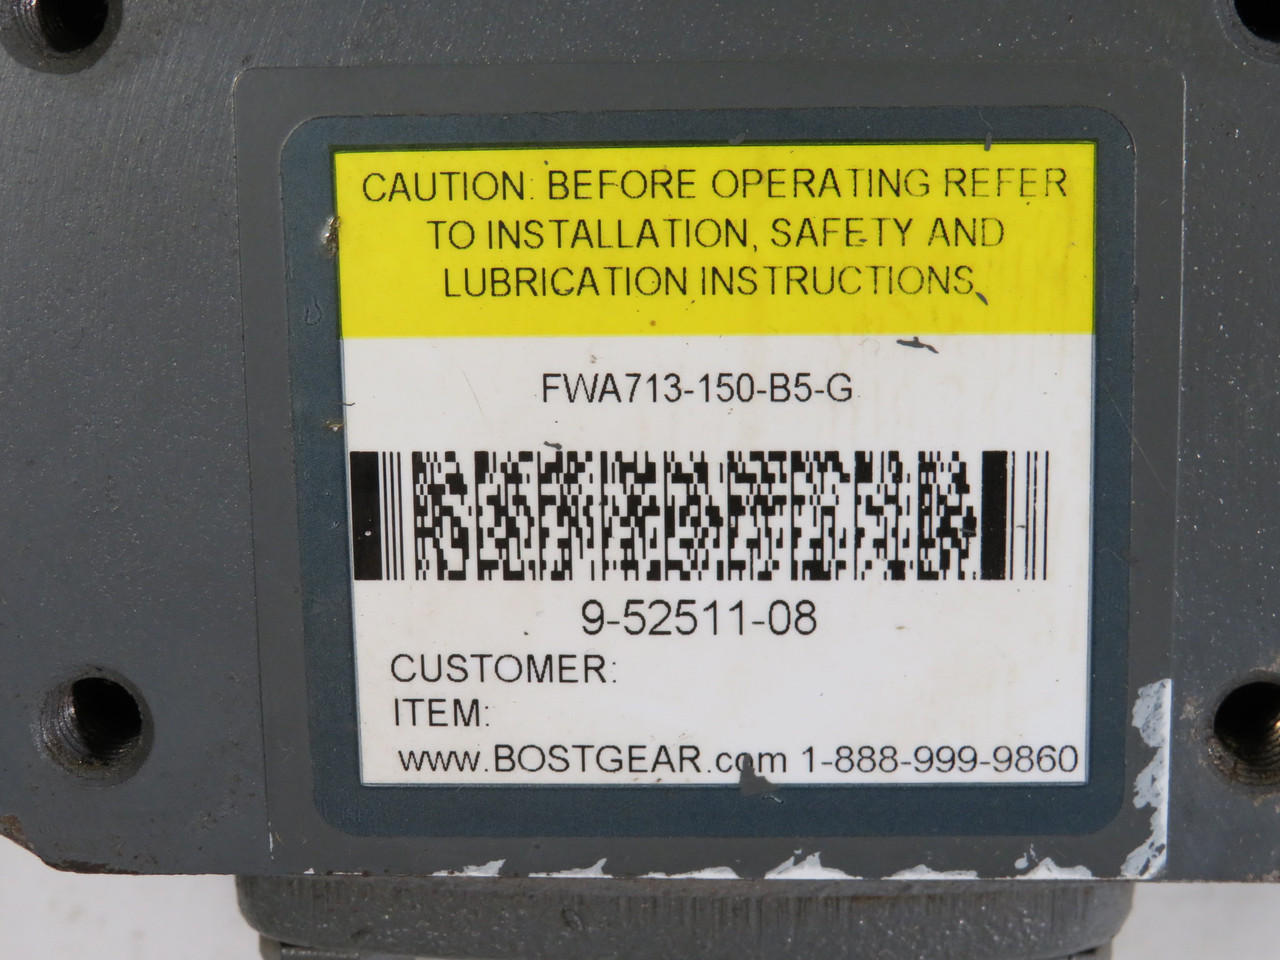 CAUTION: BEFORE OPERATING REFER
TO INSTALLATION, SAFETY AND
LUBRICATION INSTRUCTIONS.
FWA713-150-B5-G
9-52511-08
CUSTOMER:
ITEM:
www.BOSTGEAR.com 1-888-999-9860